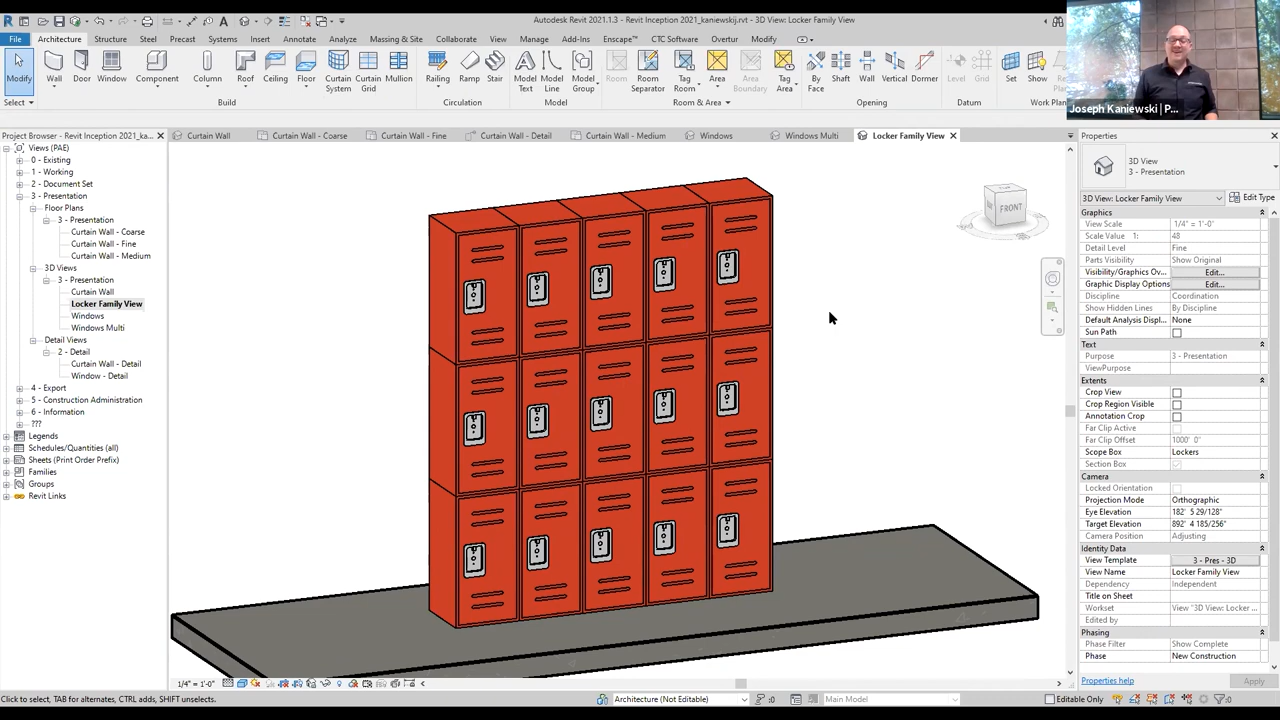 Autodesk Revit 2021.1.3 - Revit Inception 2021_kaniewskij.rvt - 3D View: Locker Family View
File Architecture Structure Steel Precast Systems Insert Annotate Analyze Massing & Site Collaborate View Manage Add-Ins Enscape™ CTC Software Overtur Modify
Modify Wall Door Window Component Column Roof Ceiling Floor Curtain System Curtain Grid Mullion Railing Ramp Stair Model Text Model Line Model Group Room Room Separator Tag Room Area Area Boundary Tag Area By Face Shaft Wall Vertical Dormer Level Grid Set Show
Select Build Circulation Model Room & Area Opening Datum Work Plan
Joseph Kaniewski | P...
Project Browser - Revit Inception 2021_ka...
Curtain Wall Curtain Wall - Coarse Curtain Wall - Fine Curtain Wall - Detail Curtain Wall - Medium Windows Windows Multi Locker Family View
Views (PAE)
0 - Existing
1 - Working
2 - Document Set
3 - Presentation
Floor Plans
3 - Presentation
Curtain Wall - Coarse
Curtain Wall - Fine
Curtain Wall - Medium
3D Views
3 - Presentation
Curtain Wall
Locker Family View
Windows
Windows Multi
Detail Views
2 - Detail
Curtain Wall - Detail
Window - Detail
4 - Export
5 - Construction Administration
6 - Information
???
Legends
Schedules/Quantities (all)
Sheets (Print Order Prefix)
Families
Groups
Revit Links
FRONT
Properties
3D View
3 - Presentation
3D View: Locker Family View Edit Type
Graphics
View Scale 1/4" = 1'-0"
Scale Value 1: 48
Detail Level Fine
Parts Visibility Show Original
Visibility/Graphics Ov... Edit...
Graphic Display Options Edit...
Discipline Coordination
Show Hidden Lines By Discipline
Default Analysis Displ... None
Sun Path
Text
Purpose 3 - Presentation
ViewPurpose
Extents
Crop View
Crop Region Visible
Annotation Crop
Far Clip Active
Far Clip Offset 1000' 0"
Scope Box Lockers
Section Box
Camera
Locked Orientation
Projection Mode Orthographic
Eye Elevation 182' 5 29/128"
Target Elevation 892' 4 185/256"
Camera Position Adjusting
Identity Data
View Template 3 - Pres - 3D
View Name Locker Family View
Dependency Independent
Title on Sheet
Workset View "3D View: Locker ...
Edited by
Phasing
Phase Filter Show Complete
Phase New Construction
Properties help Apply
1/4" = 1'-0"
Click to select, TAB for alternates, CTRL adds, SHIFT unselects. Architecture (Not Editable) :0 Main Model Editable Only :0